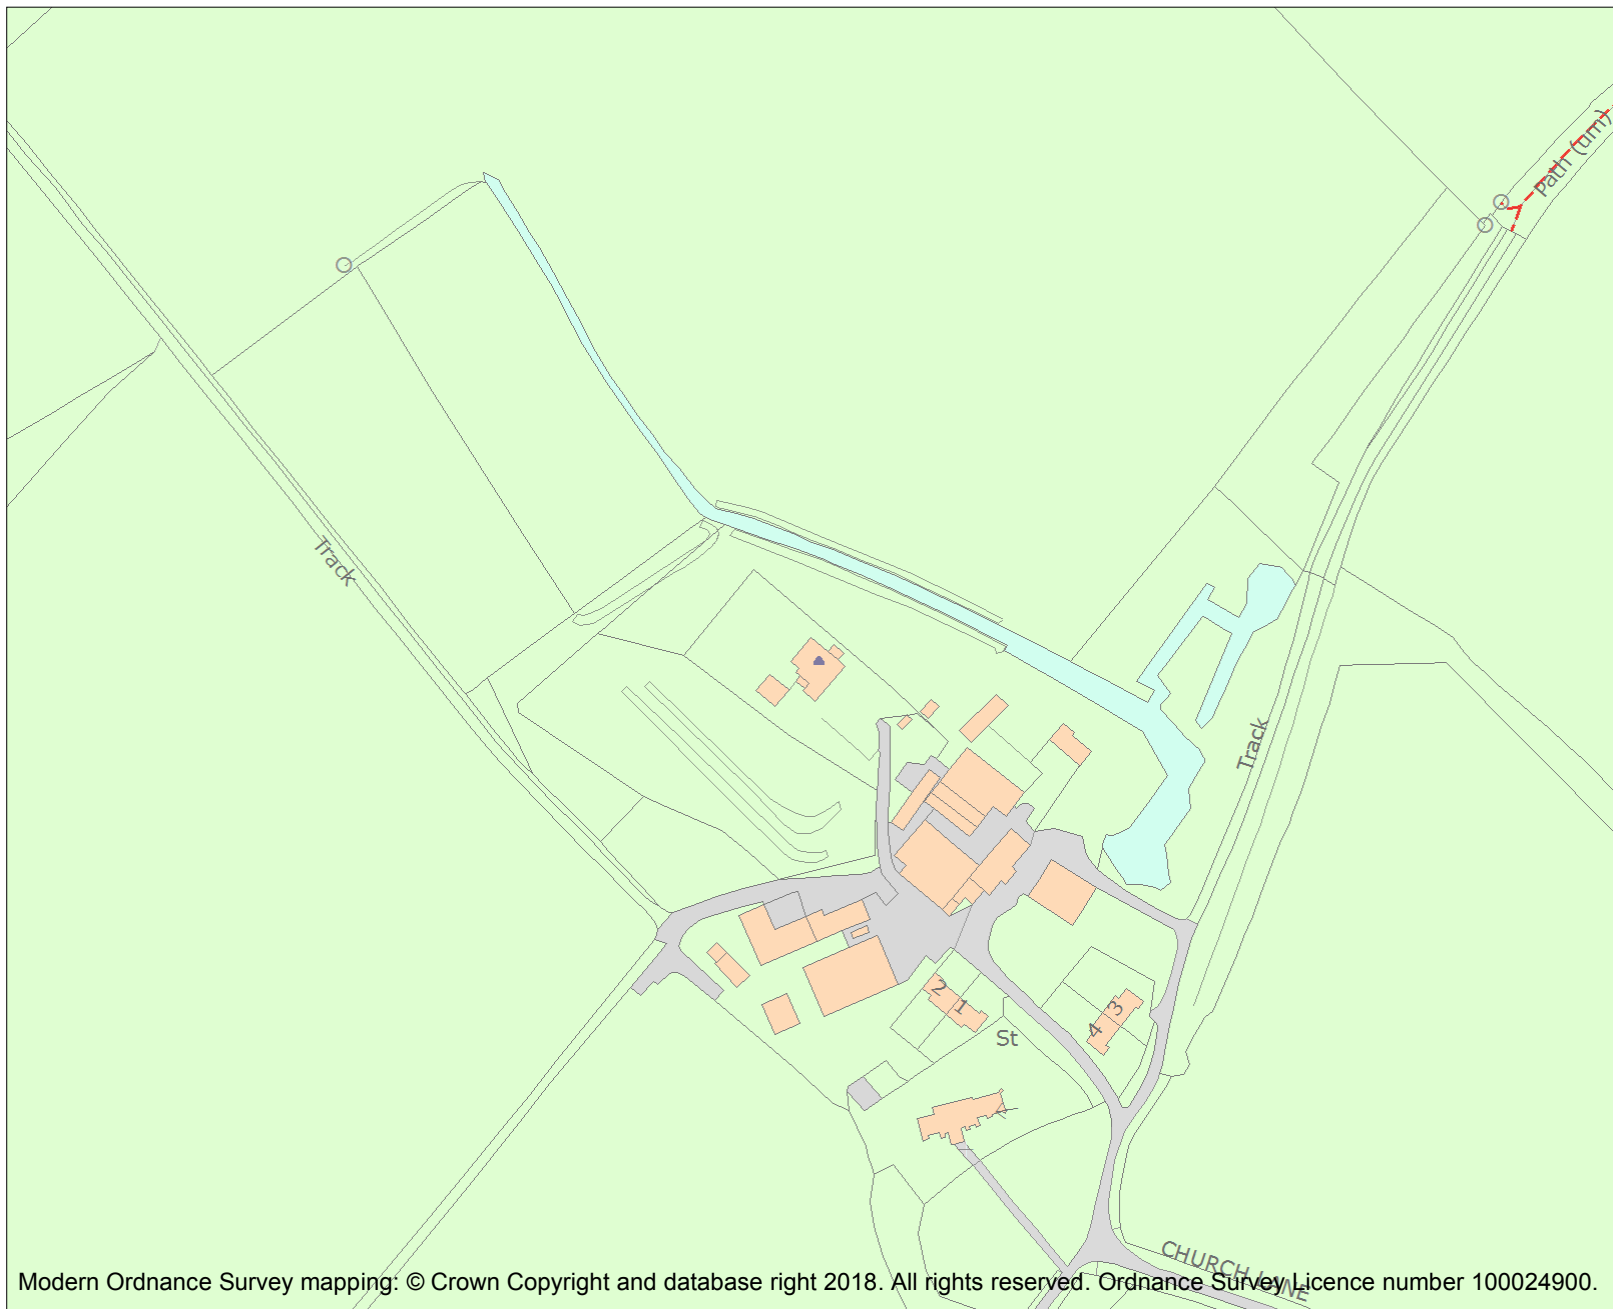 Path (um)
Track
Track
2
1
3
4
St
CHURCH LANE
Modern Ordnance Survey mapping: © Crown Copyright and database right 2018. All rights reserved. Ordnance Survey Licence number 100024900.